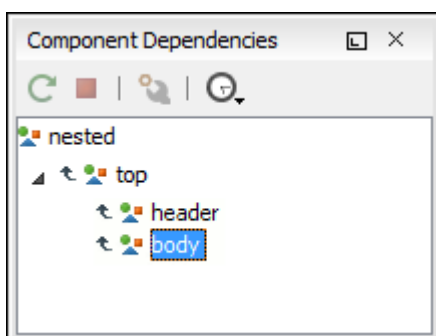 Component Dependencies
nested
top
header
body